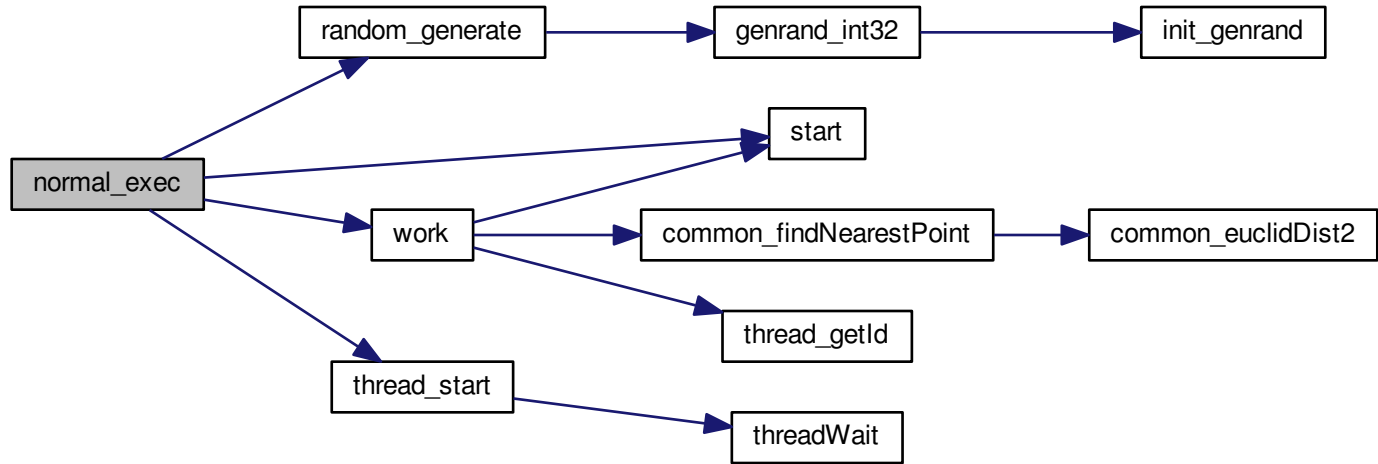 random_generate
genrand_int32
init_genrand
start
normal_exec
work
common_findNearestPoint
common_euclidDist2
thread_getId
thread_start
threadWait